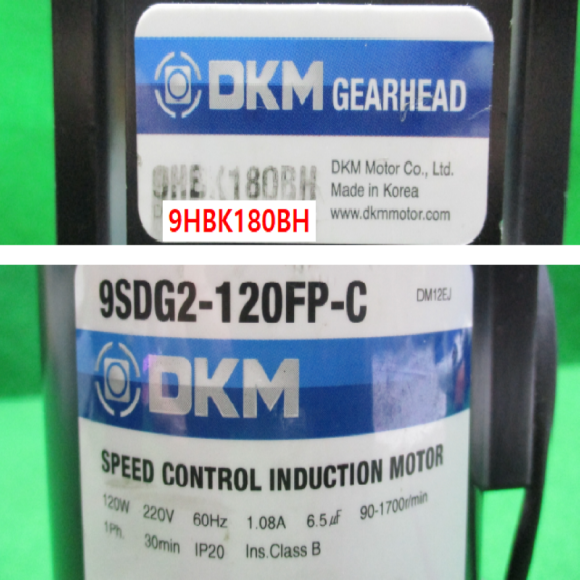 DKM GEARHEAD
9HBK180BH
DKM Motor Co., Ltd.
Made in Korea
www.dkmmotor.com
9HBK180BH
9SDG2-120FP-C
DM12EJ
DKM
SPEED CONTROL INDUCTION MOTOR
120W 220V 60Hz 1.08A 6.5㎌ 90-1700r/min
1Ph. 30min IP20 Ins.Class B